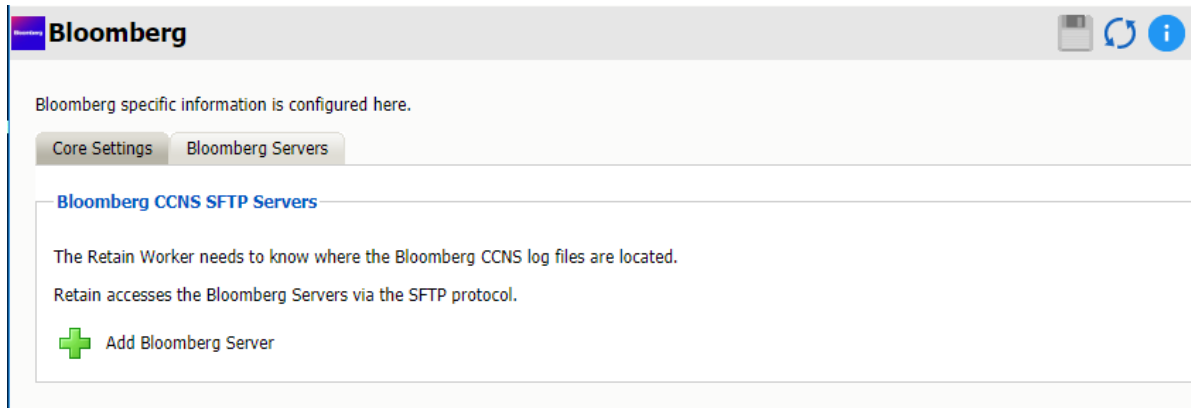 Bloomberg
Bloomberg
Bloomberg specific information is configured here.
Core Settings
Bloomberg Servers
Bloomberg CCNS SFTP Servers
The Retain Worker needs to know where the Bloomberg CCNS log files are located.
Retain accesses the Bloomberg Servers via the SFTP protocol.
Add Bloomberg Server